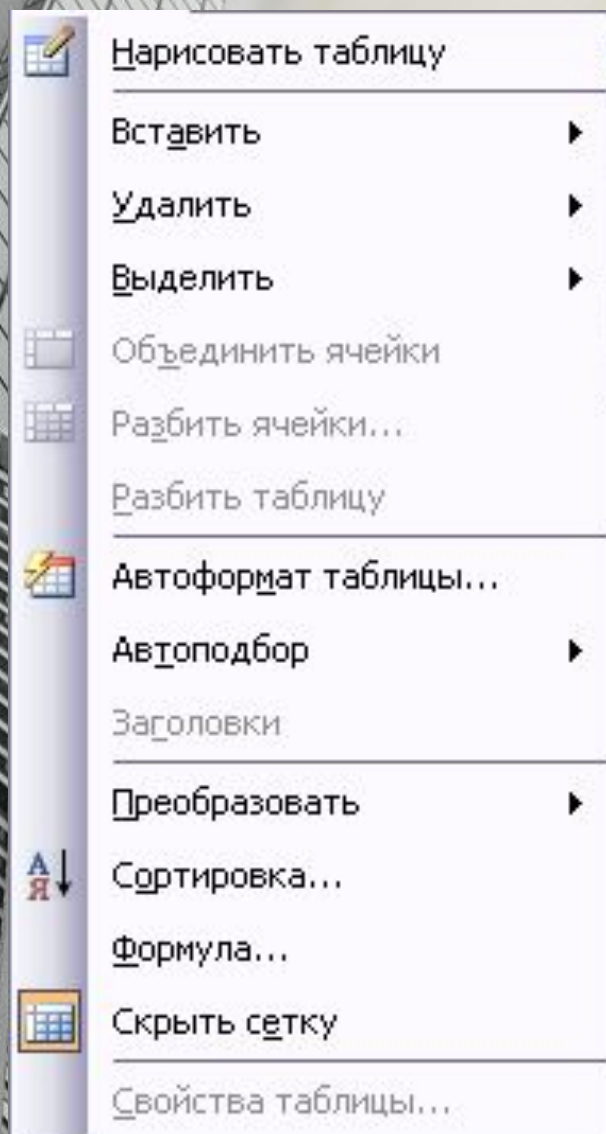 Нарисовать таблицу
Вставить
Удалить
Выделить
Объединить ячейки
Разбить ячейки...
Разбить таблицу
Автоформат таблицы...
Автоподбор
Заголовки
Преобразовать
Сортировка...
Формула...
Скрыть сетку
Свойства таблицы...